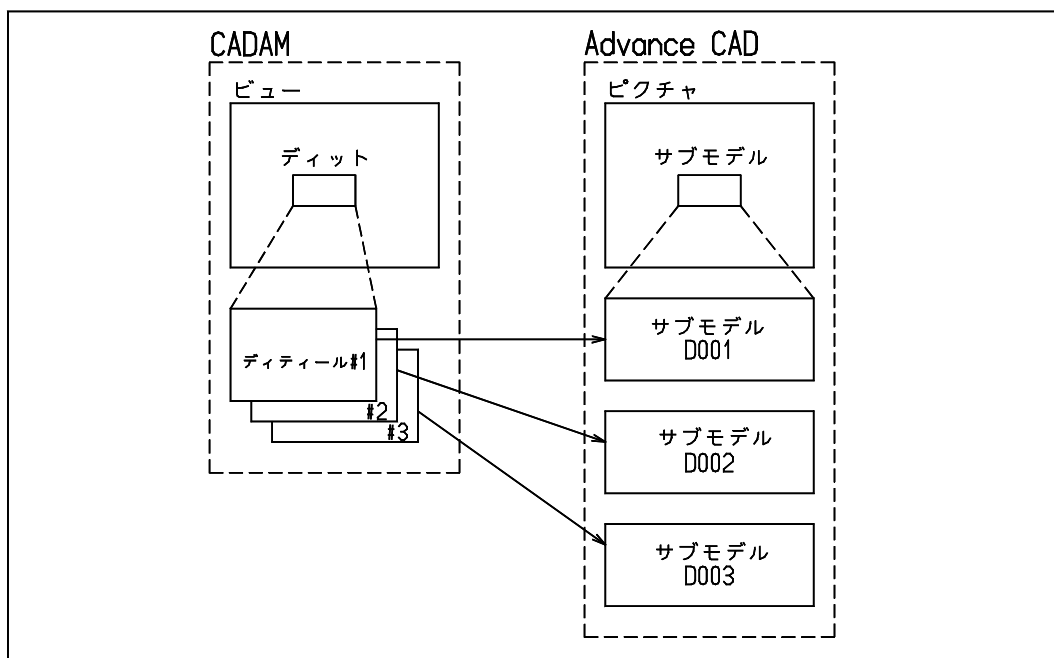 CADAM
ビュー
ディット
ディティール#1
#2
#3
Advance CAD
ピクチャ
サブモデル
サブモデル
D001
サブモデル
D002
サブモデル
D003